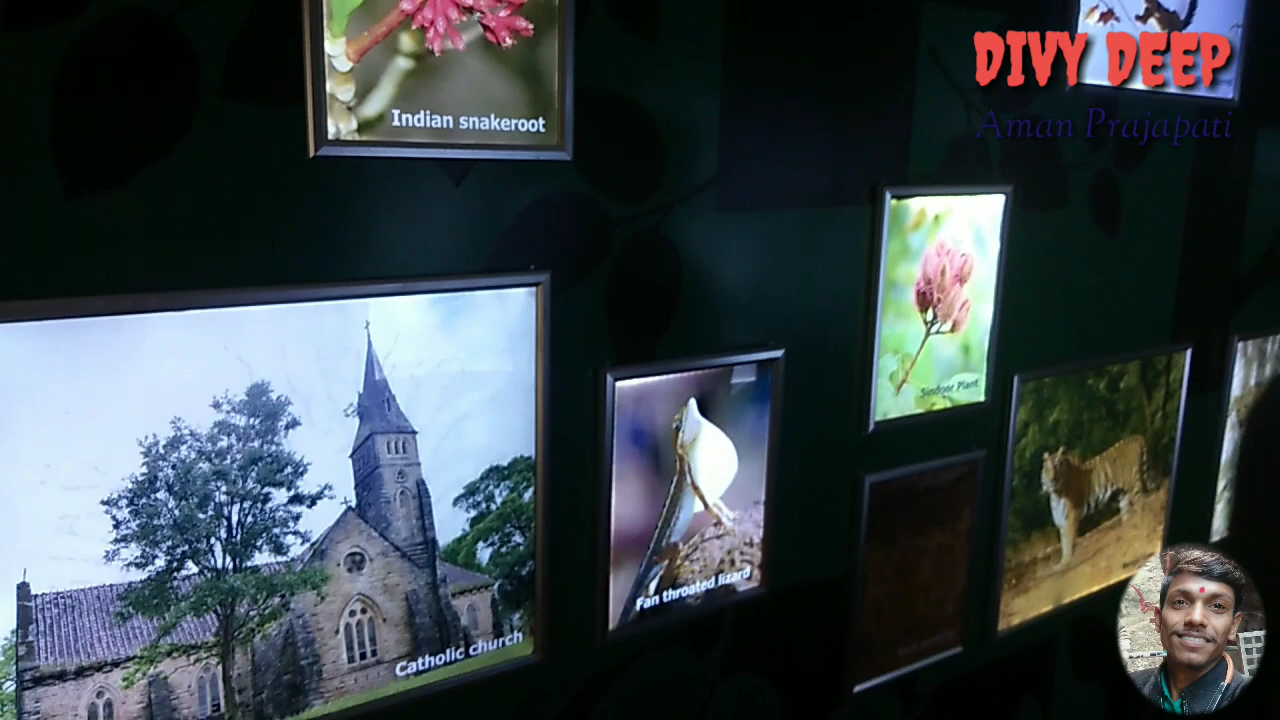 DIVY DEEP
Aman Prajapati
Indian snakeroot
Sindoor Plant
Fan throated lizard
Catholic church